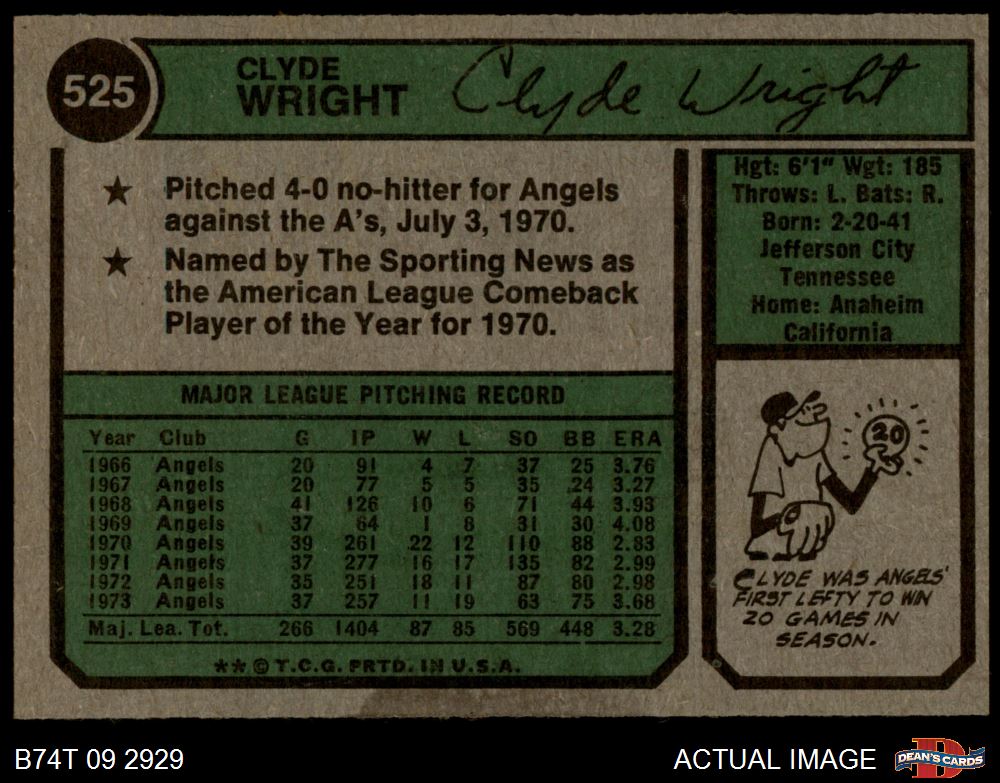 525
CLYDE
WRIGHT
Clyde Wright
★ Pitched 4-0 no-hitter for Angels
against the A's, July 3, 1970.
★ Named by The Sporting News as
the American League Comeback
Player of the Year for 1970.
Hgt: 6'1" Wgt: 185
Throws: L. Bats: R.
Born: 2-20-41
Jefferson City
Tennessee
Home: Anaheim
California
MAJOR LEAGUE PITCHING RECORD
Year Club G IP W L SO BB ERA
1966 Angels 20 91 4 7 37 25 3.76
1967 Angels 20 77 5 5 35 24 3.27
1968 Angels 41 126 10 6 71 44 3.93
1969 Angels 37 64 1 8 31 30 4.08
1970 Angels 39 261 22 12 110 88 2.83
1971 Angels 37 277 16 17 135 82 2.99
1972 Angels 35 251 18 11 87 80 2.98
1973 Angels 37 257 11 19 63 75 3.68
Maj. Lea. Tot. 266 1404 87 85 569 448 3.28
**© T.C.G. PRTD. IN U.S.A.
20
CLYDE WAS ANGELS'
FIRST LEFTY TO WIN
20 GAMES IN
SEASON.
B74T 09 2929
ACTUAL IMAGE
D
DEAN'S CARDS